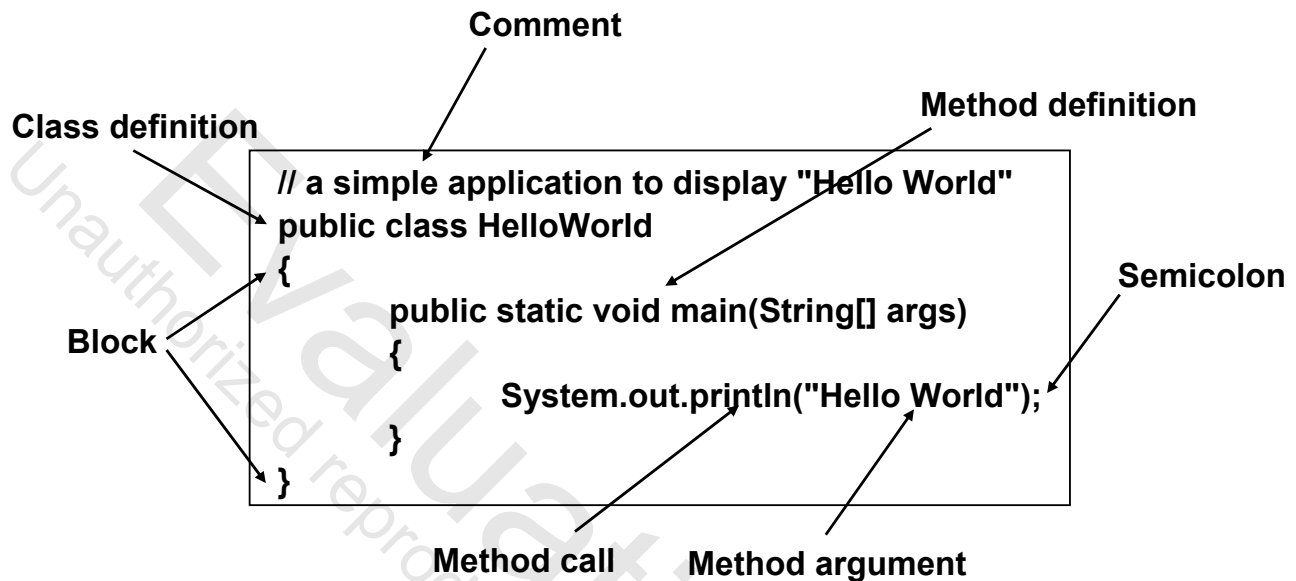 Comment
Method definition
Class definition
// a simple application to display "Hello World"
public class HelloWorld
{
Semicolon
public static void main(String[] args)
Block
{
System.out.println("Hello World");
}
}
Method call
Method argument
Unauthorized